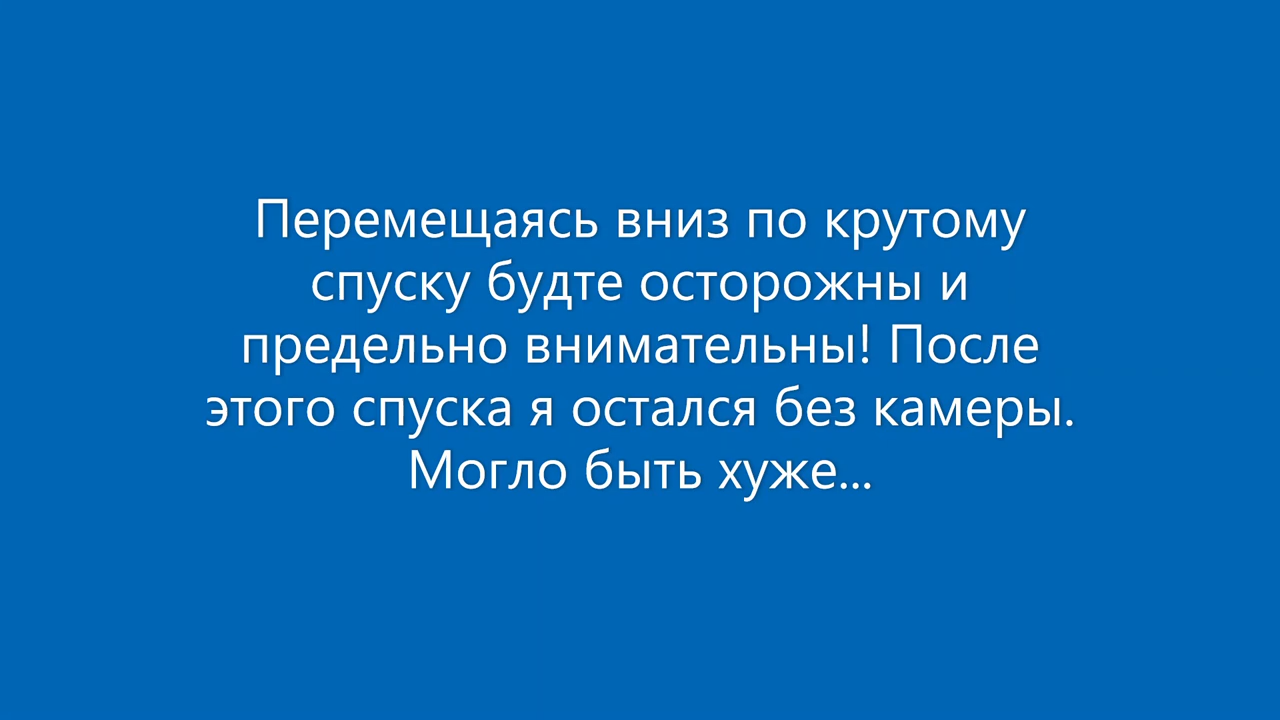 Перемещаясь вниз по крутому
спуску будте осторожны и
предельно внимательны! После
этого спуска я остался без камеры.
Могло быть хуже...